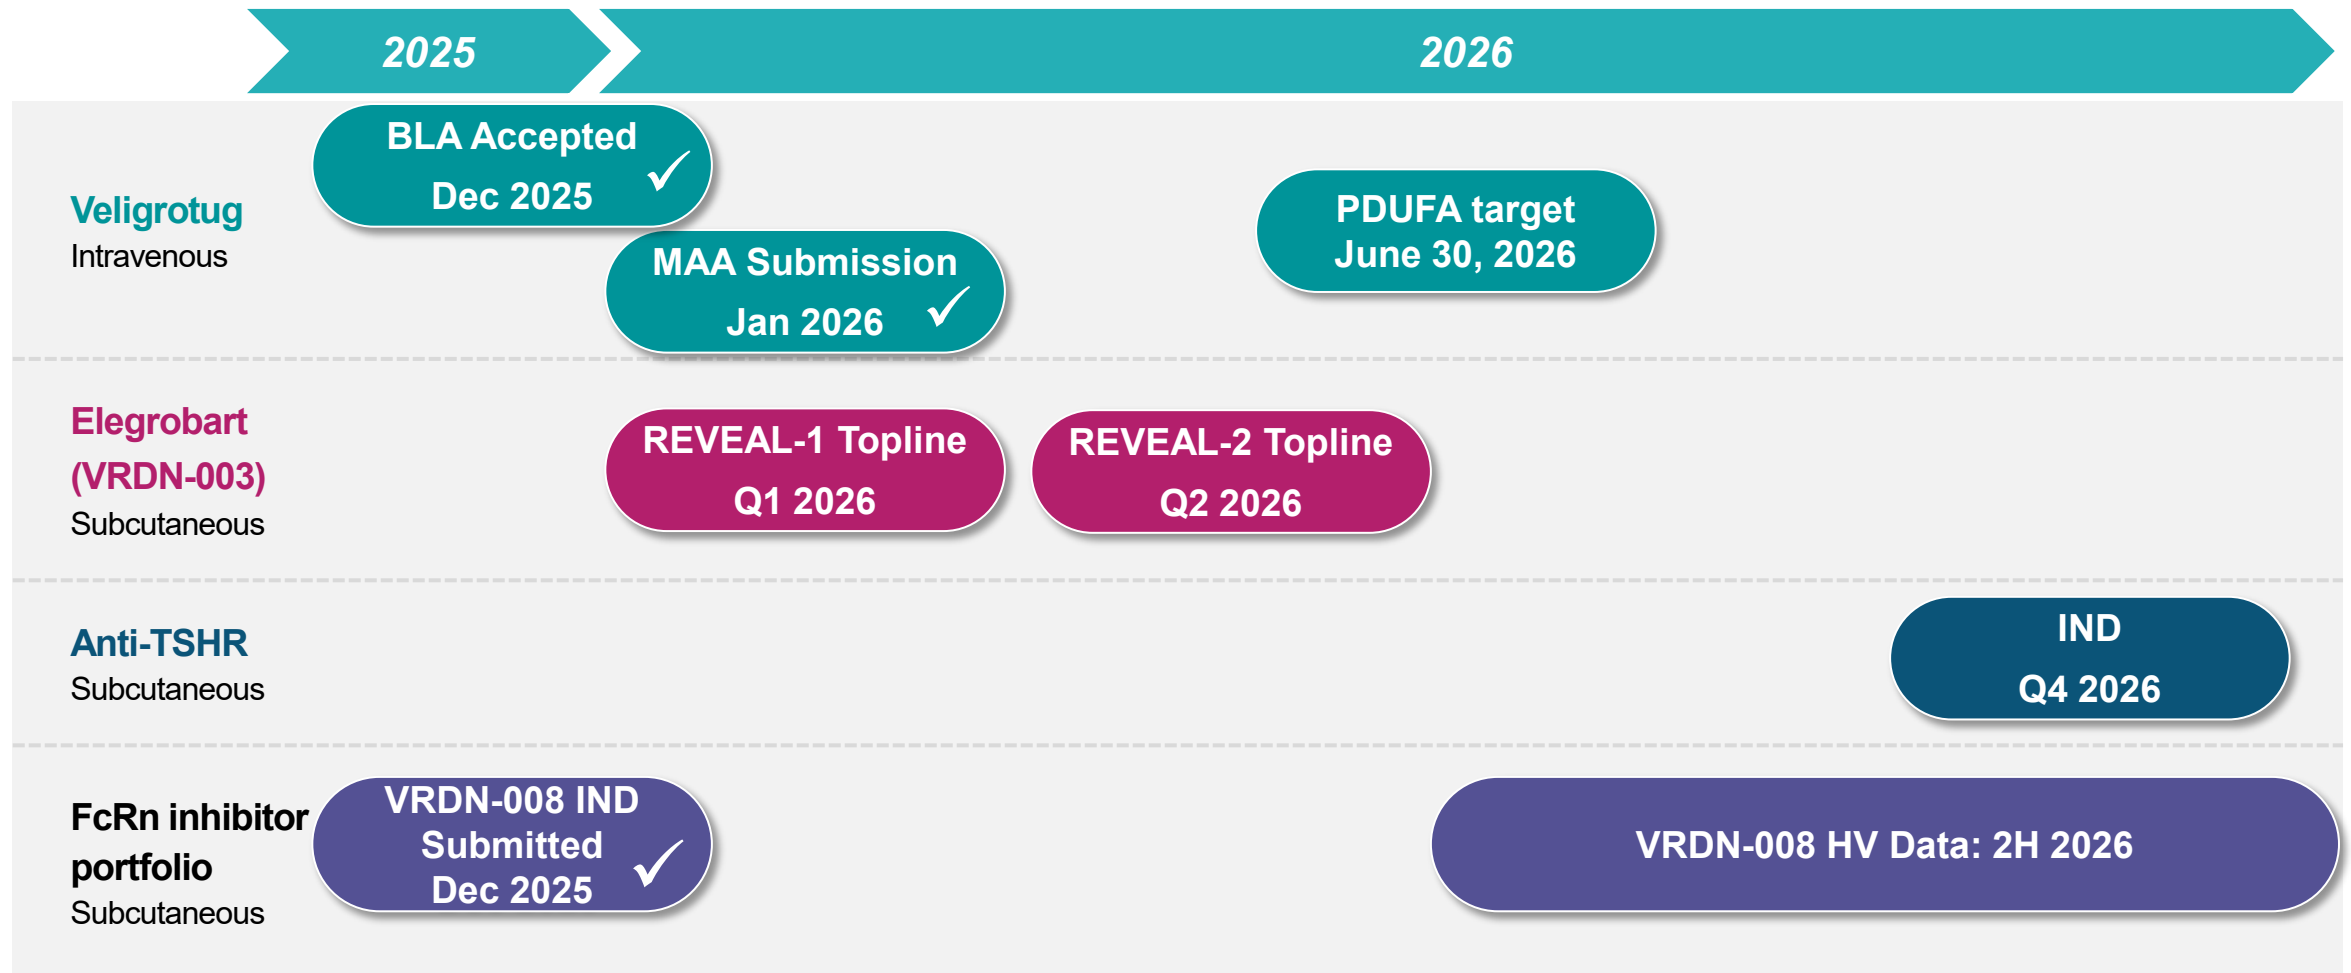 2025
2026
Veligrotug
Intravenous
BLA Accepted
Dec 2025
MAA Submission
Jan 2026
PDUFA target
June 30, 2026
Elegrobart
(VRDN-003)
Subcutaneous
REVEAL-1 Topline
Q1 2026
REVEAL-2 Topline
Q2 2026
Anti-TSHR
Subcutaneous
IND
Q4 2026
FcRn inhibitor
portfolio
Subcutaneous
VRDN-008 IND
Submitted
Dec 2025
VRDN-008 HV Data: 2H 2026